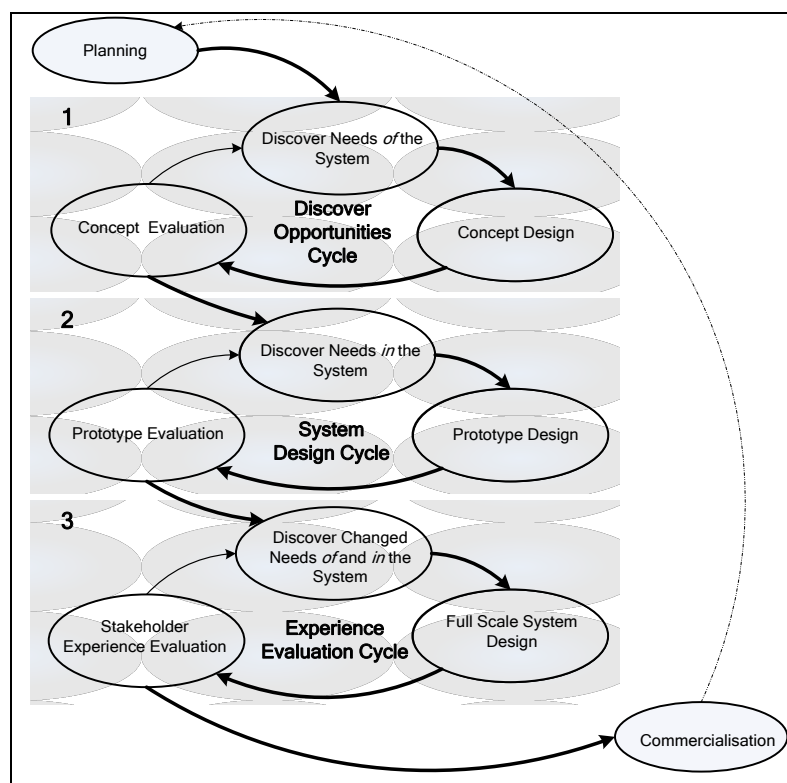 Planning
1
Discover Needs of the
System
Concept Evaluation
Discover
Opportunities
Cycle
Concept Design
2
Discover Needs in the
System
Prototype Evaluation
System
Design Cycle
Prototype Design
3
Discover Changed
Needs of and in the
System
Stakeholder
Experience Evaluation
Experience
Evaluation Cycle
Full Scale System
Design
Commercialisation